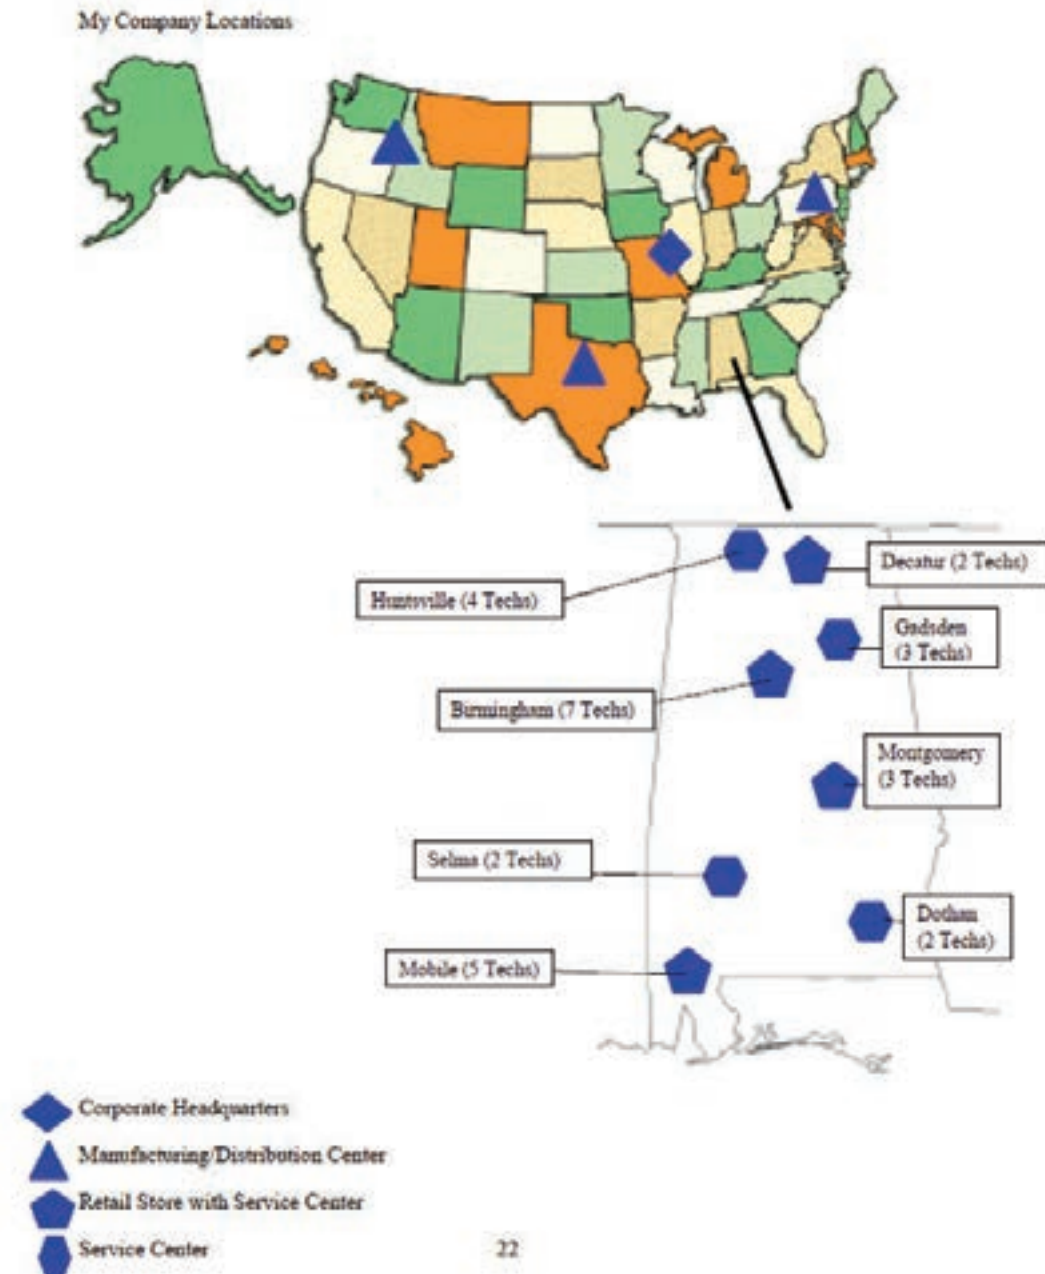 My Company Locations
Decatur (2 Techs)
Huntsville (4 Techs)
Gadsden
(3 Techs)
Birmingham (7 Techs)
Montgomery
(3 Techs)
Selma (2 Techs)
Dothan
(2 Techs)
Mobile (5 Techs)
Corporate Headquarters
Manufacturing/Distribution Center
Retail Store with Service Center
Service Center
22